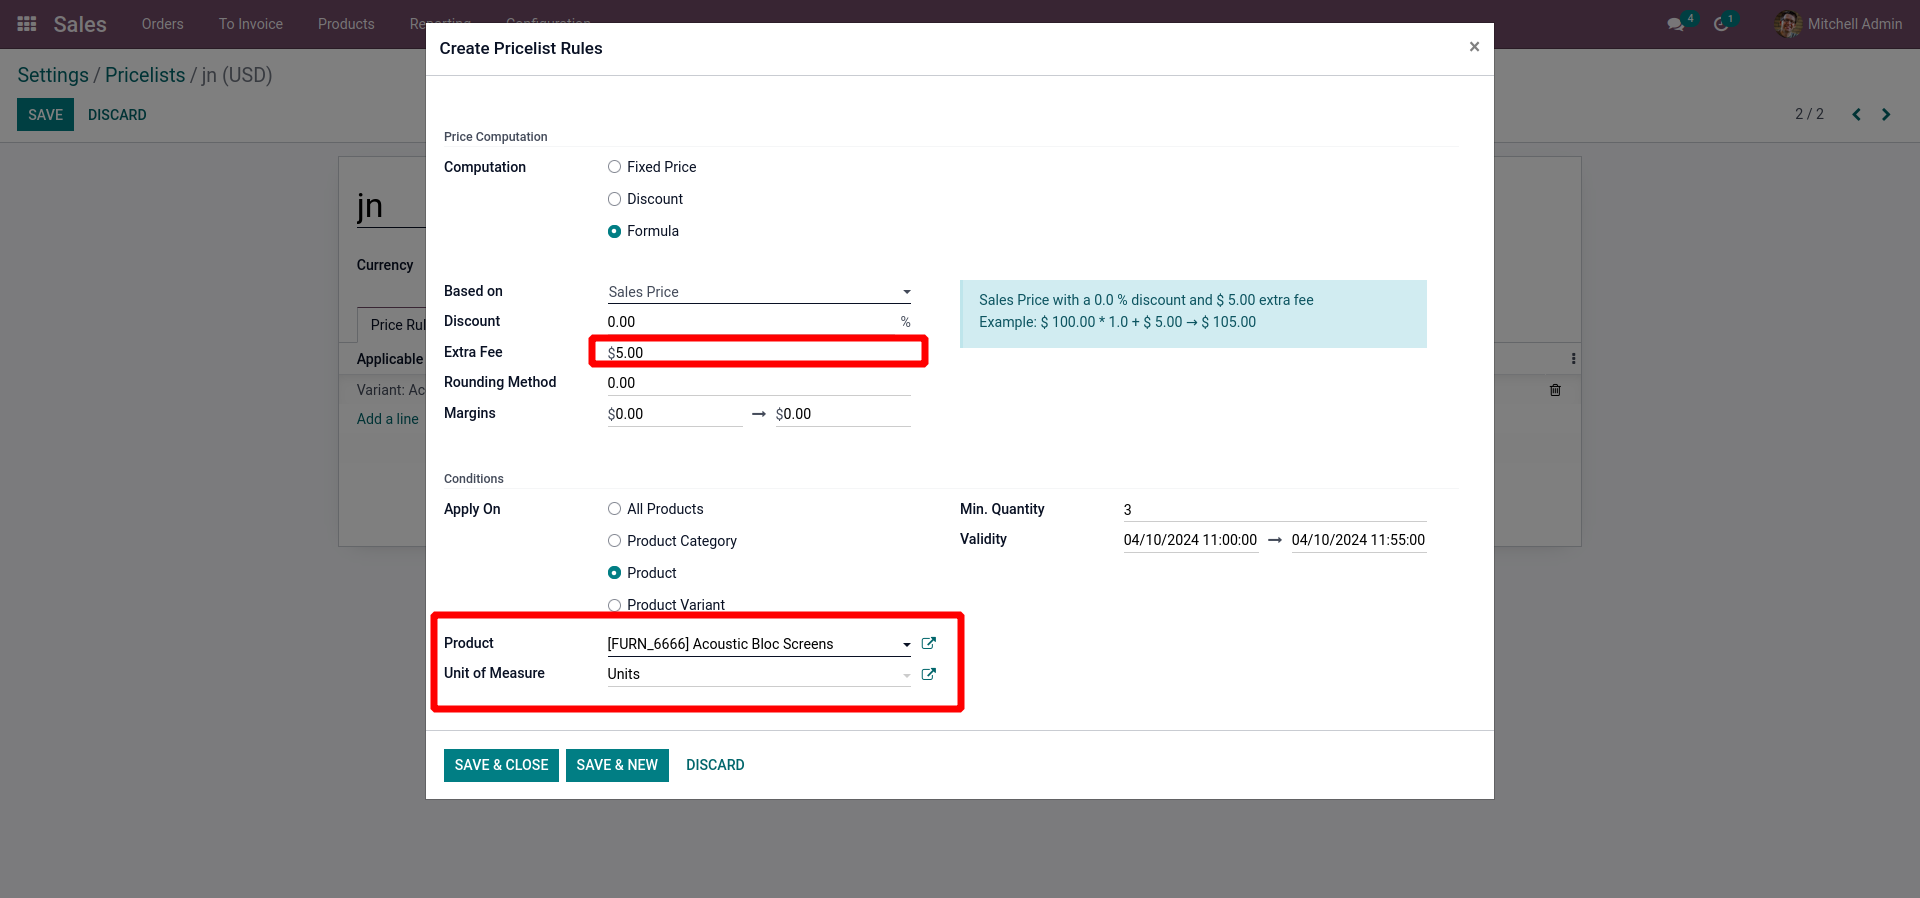 Sales Orders To Invoice Products Reporting Configuration 4 1 Mitchell Admin
Create Pricelist Rules ×
Settings / Pricelists / jn (USD)
SAVE DISCARD
2 / 2
Price Computation
Computation
Fixed Price
Discount
Formula
jn
Currency
Based on Sales Price
Discount 0.00 %
Extra Fee $5.00
Rounding Method 0.00
Margins $0.00 → $0.00
Sales Price with a 0.0 % discount and $ 5.00 extra fee
Example: $ 100.00 * 1.0 + $ 5.00 → $ 105.00
Price Rul
Applicable
Variant: Ac
Add a line
Conditions
Apply On
All Products
Product Category
Product
Product Variant
Min. Quantity 3
Validity 04/10/2024 11:00:00 → 04/10/2024 11:55:00
Product [FURN_6666] Acoustic Bloc Screens
Unit of Measure Units
SAVE & CLOSE SAVE & NEW DISCARD